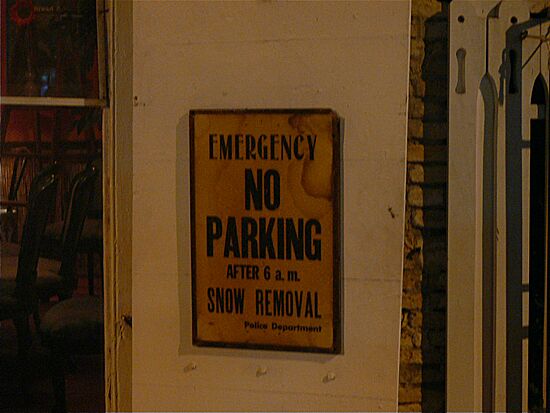 EMERGENCY
NO
PARKING
AFTER 6 a.m.
SNOW REMOVAL
Police Department